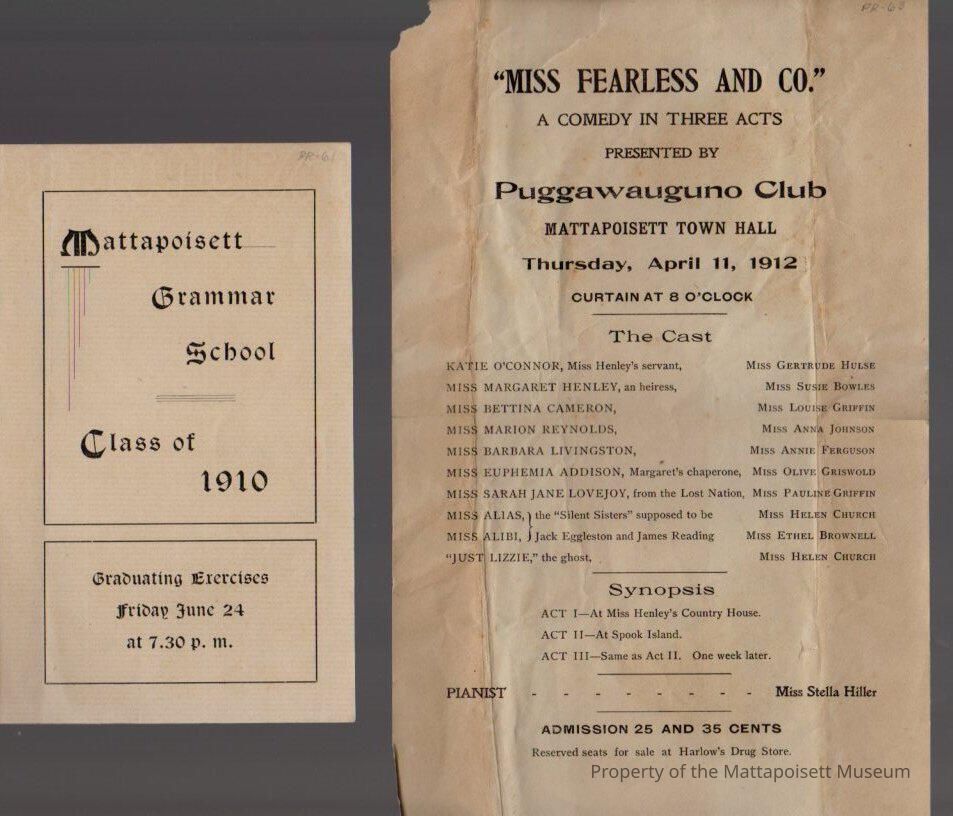 PR-61
Mattapoisett
Grammar
School
Class of
1910
Graduating Exercises
Friday June 24
at 7.30 p. m.
PR-63
“MISS FEARLESS AND CO.”
A COMEDY IN THREE ACTS
PRESENTED BY
Puggawauguno Club
MATTAPOISETT TOWN HALL
Thursday, April 11, 1912
CURTAIN AT 8 O’CLOCK
The Cast
KATIE O’CONNOR, Miss Henley’s servant, MISS GERTRUDE HULSE
MISS MARGARET HENLEY, an heiress, MISS SUSIE BOWLES
MISS BETTINA CAMERON, MISS LOUISE GRIFFIN
MISS MARION REYNOLDS, MISS ANNA JOHNSON
MISS BARBARA LIVINGSTON, MISS ANNIE FERGUSON
MISS EUPHEMIA ADDISON, Margaret’s chaperone, MISS OLIVE GRISWOLD
MISS SARAH JANE LOVEJOY, from the Lost Nation, MISS PAULINE GRIFFIN
MISS ALIAS, } the “Silent Sisters” supposed to be MISS HELEN CHURCH
MISS ALIBI, } Jack Eggleston and James Reading MISS ETHEL BROWNELL
“JUST LIZZIE,” the ghost, MISS HELEN CHURCH
Synopsis
ACT I—At Miss Henley’s Country House.
ACT II—At Spook Island.
ACT III—Same as Act II. One week later.
PIANIST - - - - - - - - Miss Stella Hiller
ADMISSION 25 AND 35 CENTS
Reserved seats for sale at Harlow’s Drug Store.
Property of the Mattapoisett Museum